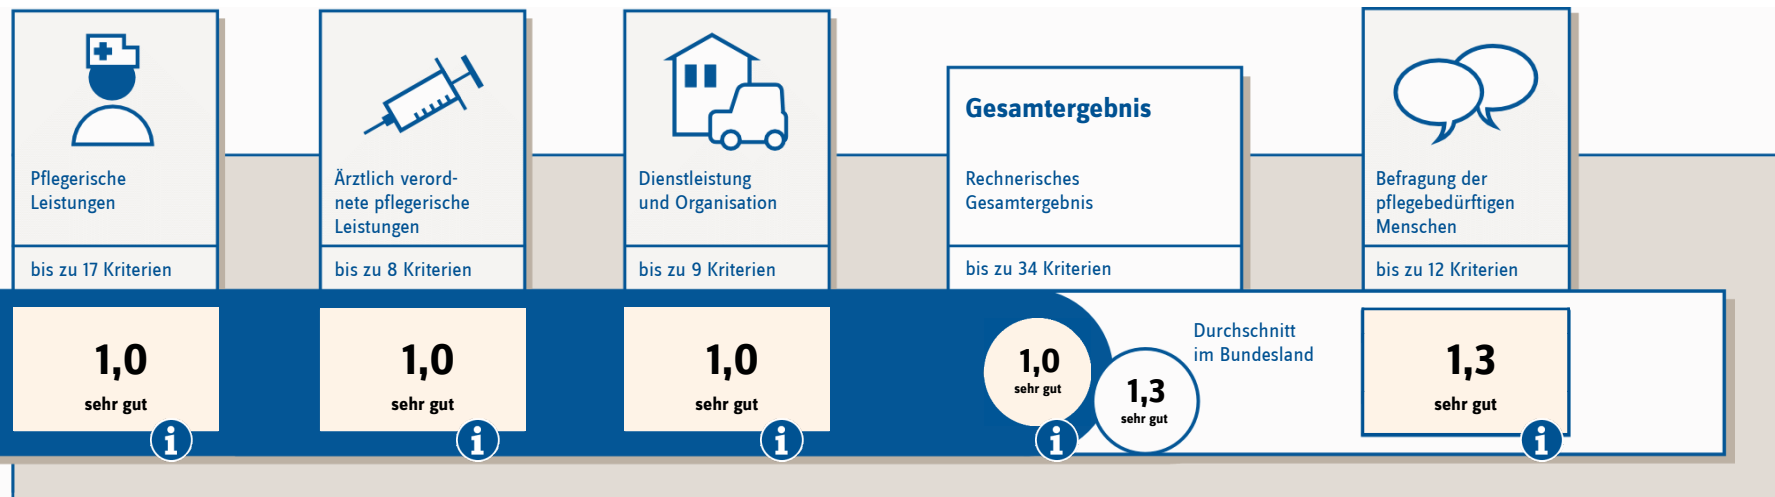 Pflegerische
Leistungen
bis zu 17 Kriterien
1,0
sehr gut
i
Ärztlich verord-
nete pflegerische
Leistungen
bis zu 8 Kriterien
1,0
sehr gut
i
Dienstleistung
und Organisation
bis zu 9 Kriterien
1,0
sehr gut
i
Gesamtergebnis
Rechnerisches
Gesamtergebnis
bis zu 34 Kriterien
1,0
sehr gut
i
1,3
sehr gut
Durchschnitt
im Bundesland
Befragung der
pflegebedürftigen
Menschen
bis zu 12 Kriterien
1,3
sehr gut
i